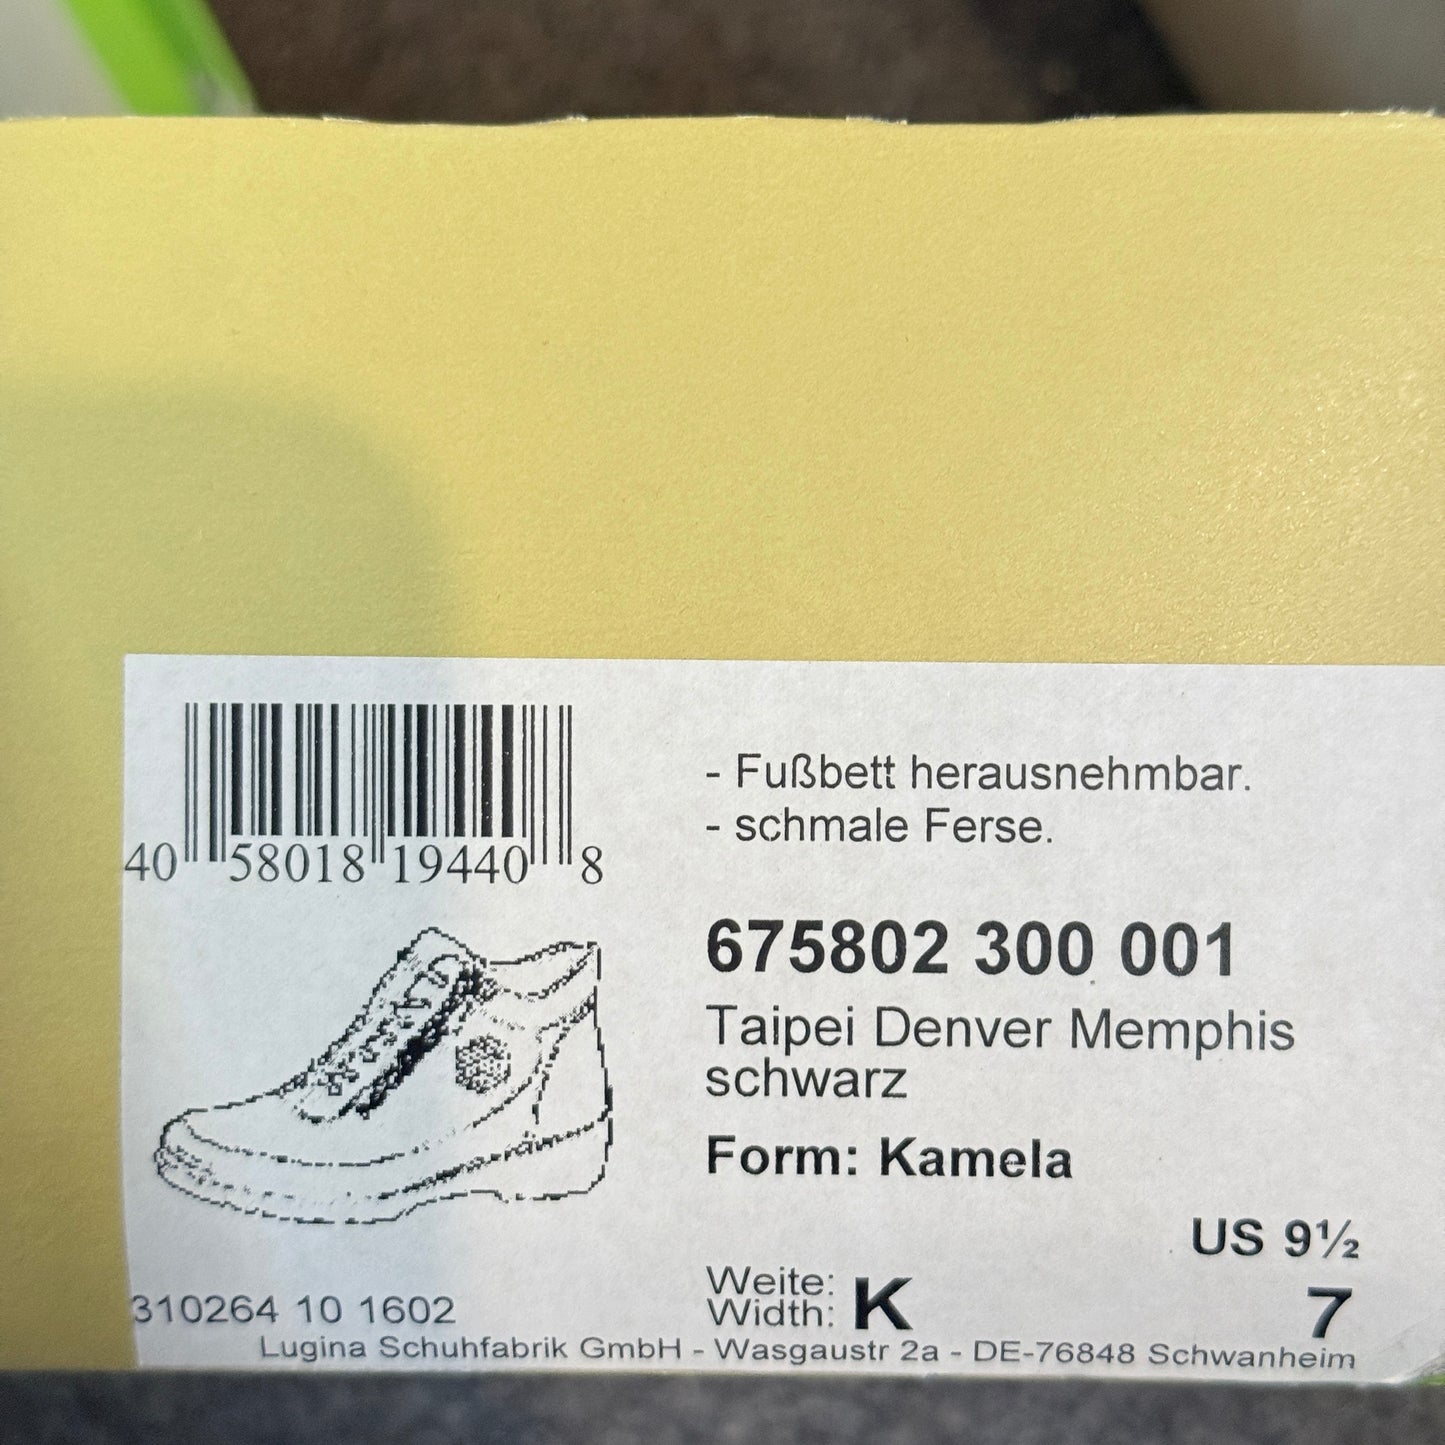 40 58018 19440 8
- Fußbett herausnehmbar.
- schmale Ferse.
675802 300 001
Taipei Denver Memphis
schwarz
Form: Kamela
US 9½
Weite:
Width: K
7
310264 10 1602
Lugina Schuhfabrik GmbH - Wasgaustr 2a - DE-76848 Schwanheim